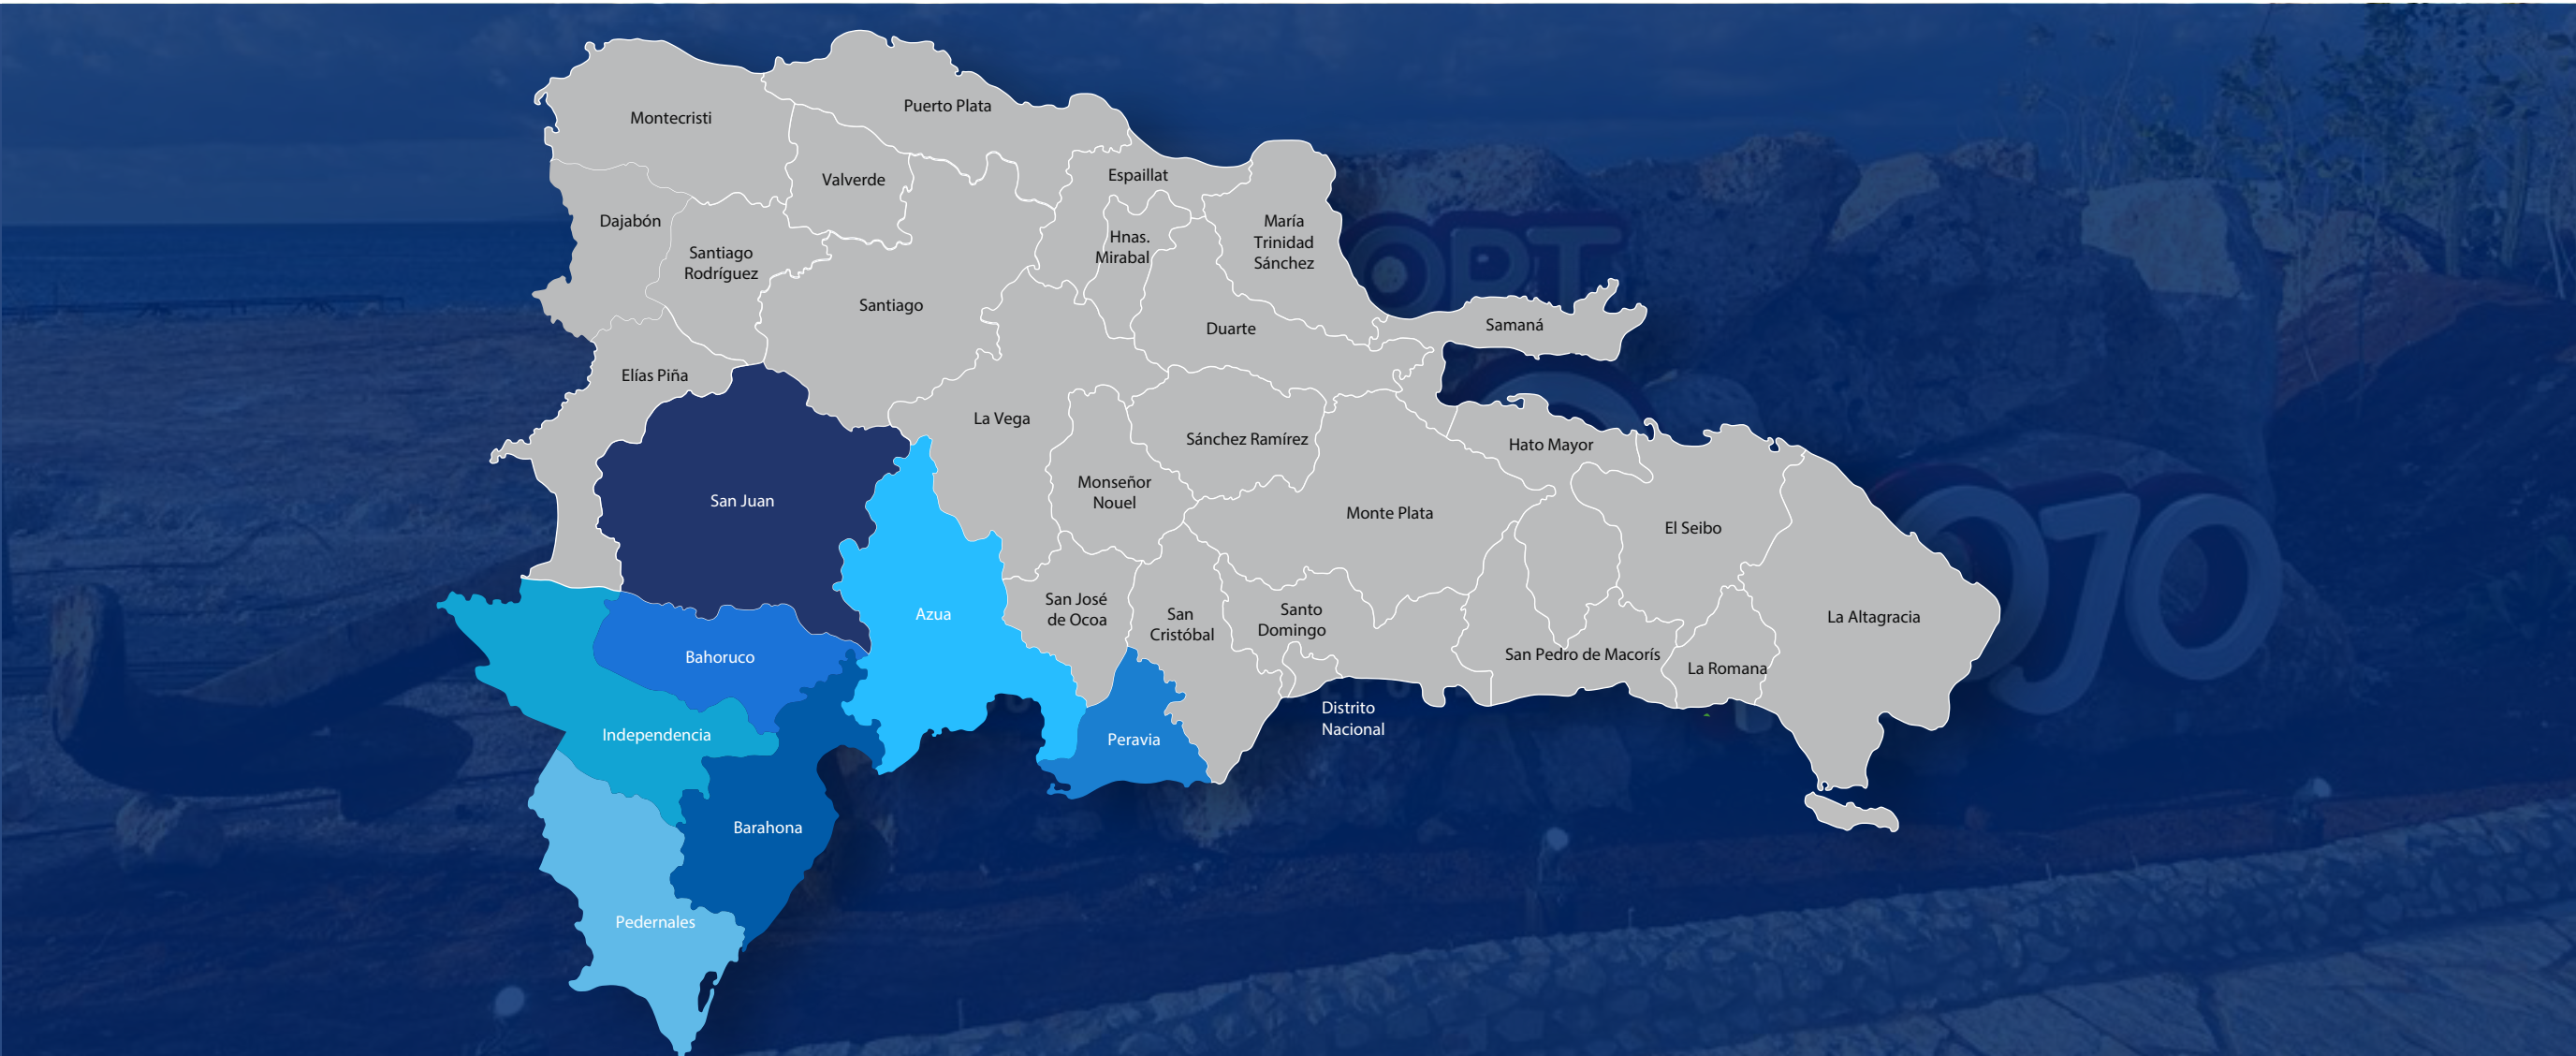 Puerto Plata
Montecristi
Espaillat
Valverde
Dajabón
María
Trinidad
Sánchez
Hnas.
Mirabal
Santiago
Rodríguez
Santiago
Samaná
Duarte
Elías Piña
La Vega
Sánchez Ramírez
Hato Mayor
Monseñor
Nouel
San Juan
Monte Plata
El Seibo
San José
de Ocoa
Azua
San
Cristóbal
Santo
Domingo
La Altagracia
Bahoruco
San Pedro de Macorís
La Romana
Distrito
Nacional
Independencia
Peravia
Barahona
Pedernales
OJO